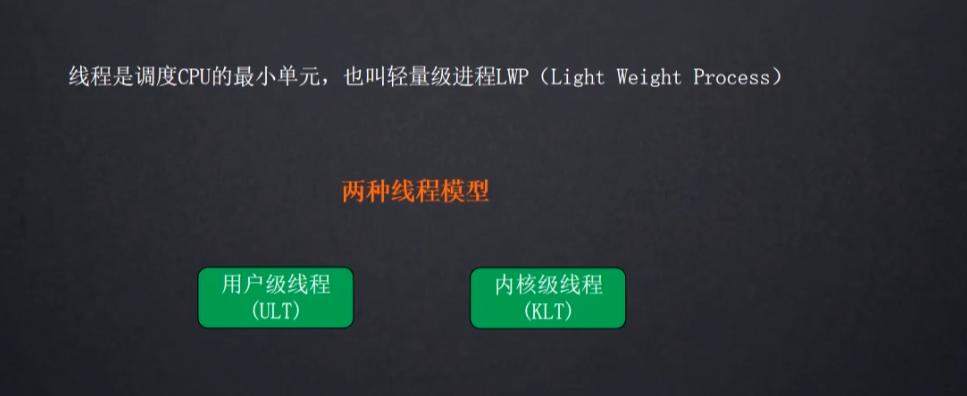 线程是调度CPU的最小单元，也叫轻量级进程LWP（Light Weight Process）
两种线程模型
用户级线程
(ULT)
内核级线程
(KLT)